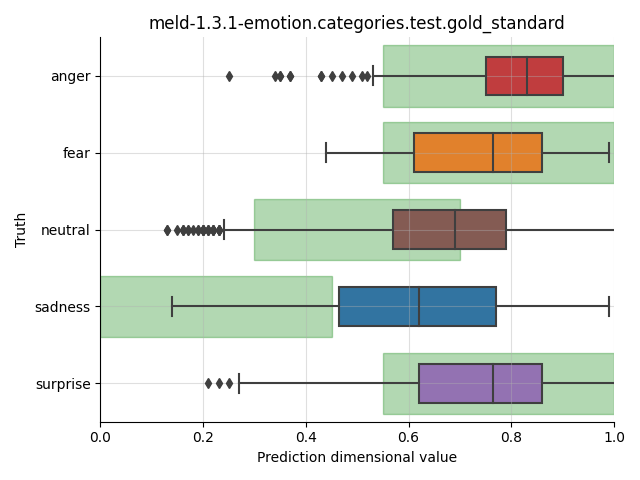 meld-1.3.1-emotion.categories.test.gold_standard
anger
fear
neutral
sadness
surprise
Truth
0.0 0.2 0.4 0.6 0.8 1.0
Prediction dimensional value